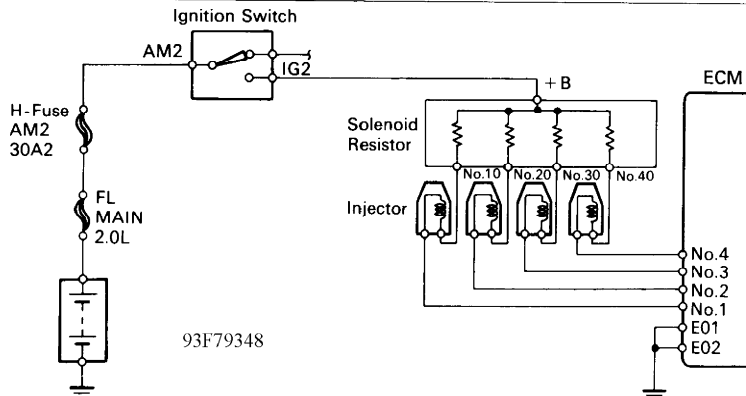 Ignition Switch
AM2
IG2
+B
ECM
H-Fuse
AM2
30A2
Solenoid
Resistor
No.10
No.20
No.30
No.40
FL
MAIN
2.0L
Injector
No.4
No.3
No.2
No.1
E01
E02
93F79348